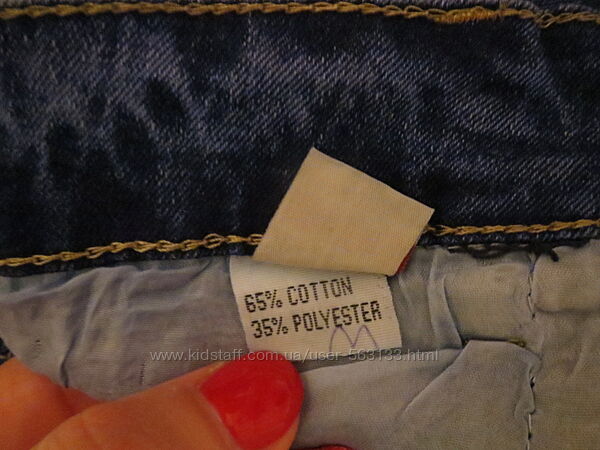 65% COTTON
35% POLYESTER
M
www.kidstaff.com.ua/user-563133.html